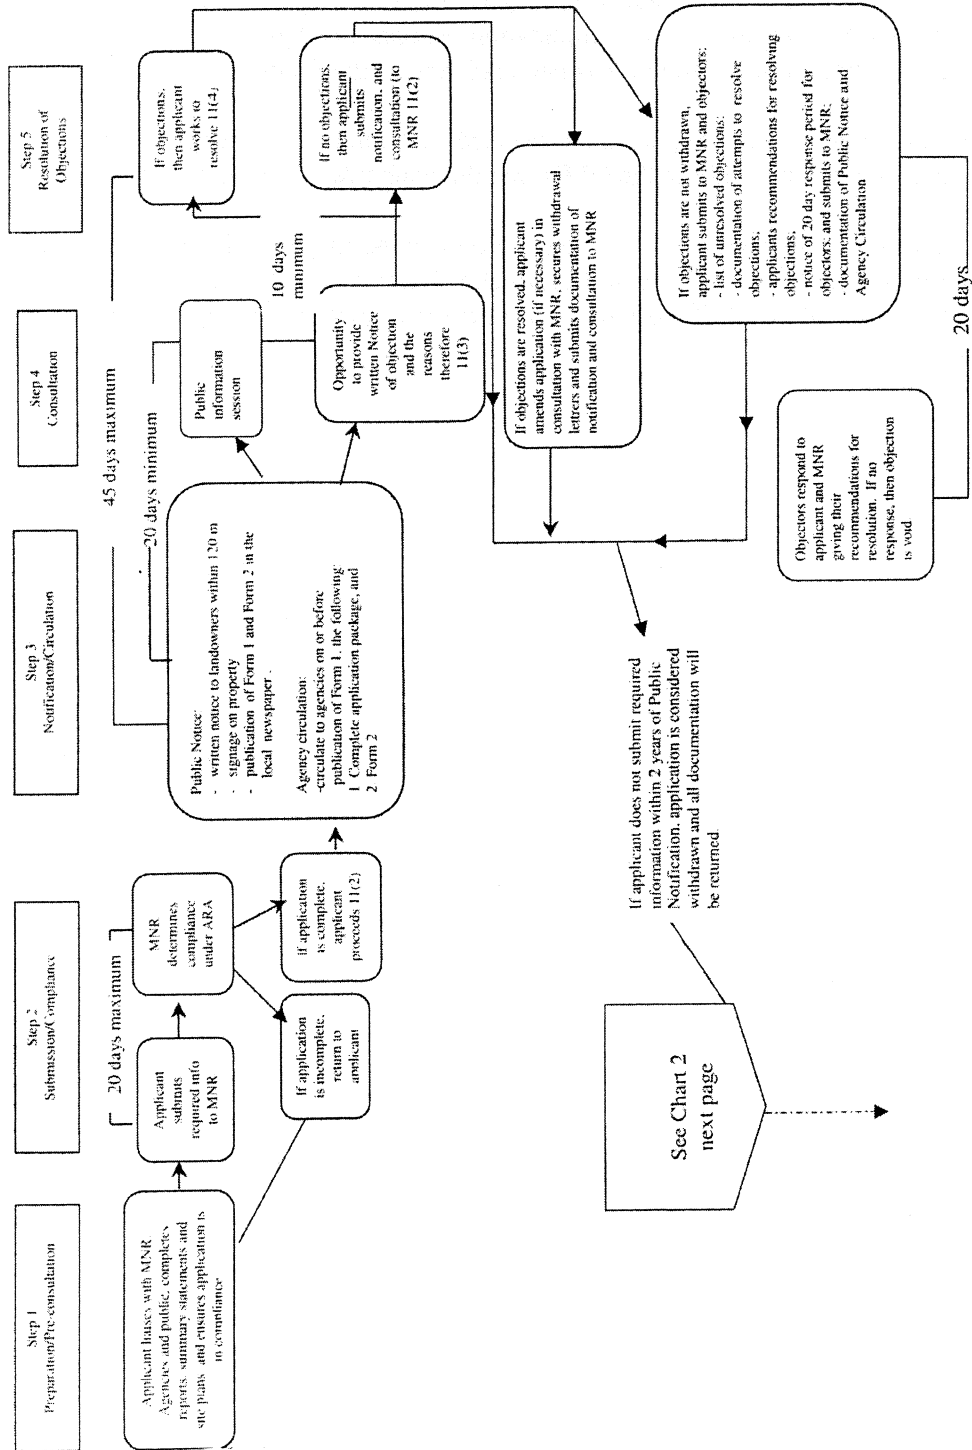 Step 1
Preparation/Pre-consultation
Step 2
Submission/Compliance
Step 3
Notification/Circulation
Step 4
Consultation
Step 5
Resolution of
Objections
45 days maximum
20 days maximum
20 days minimum
10 days
minimum
Applicant liaises with MNR
Agencies and public, completes
reports, summary statements and
site plans and ensures application is
in compliance
Applicant
submits
required info
to MNR
MNR
determines
compliance
under ARA
If application
is incomplete,
return to
applicant
If application
is complete,
applicant
proceeds 11(2)
Public Notice:
- written notice to landowners within 120 m
- signage on property
- publication of Form 1 and Form 2 in the
local newspaper .
Agency circulation:
-circulate to agencies on or before
publication of Form 1, the following
1 Complete application package, and
2 Form 2
Public
information
session
Opportunity
to provide
written Notice
of objection
and the
reasons
therefore
11(3)
If objections,
then applicant
works to
resolve 11(4)
If no objections,
then applicant
submits
notification, and
consultation (to
MNR 11(2)
If objections are resolved, applicant
amends application (if necessary) in
consultation with MNR, secures withdrawal
lettrers and submits documentation of
notification and consultation to MNR
If objections are not withdrawn,
applicant submits to MNR and objectors:
- list of unresolved objections;
- documentation of attempts to resolve
objections,
- applicants recommendations for resolving
objections,
- notice of 20 day response period for
objectors; and submits to MNR;
- documentation of Public Notice and
Agency Circulation
Objectors respond to
applicant and MNR
giving their
recommendations for
resolution. If no
response, then objection
is void
20 days
If applicant does not submit required
information within 2 years of Public
Notification, application is considered
withdrawn and all documentation will
be returned.
See Chart 2
next page